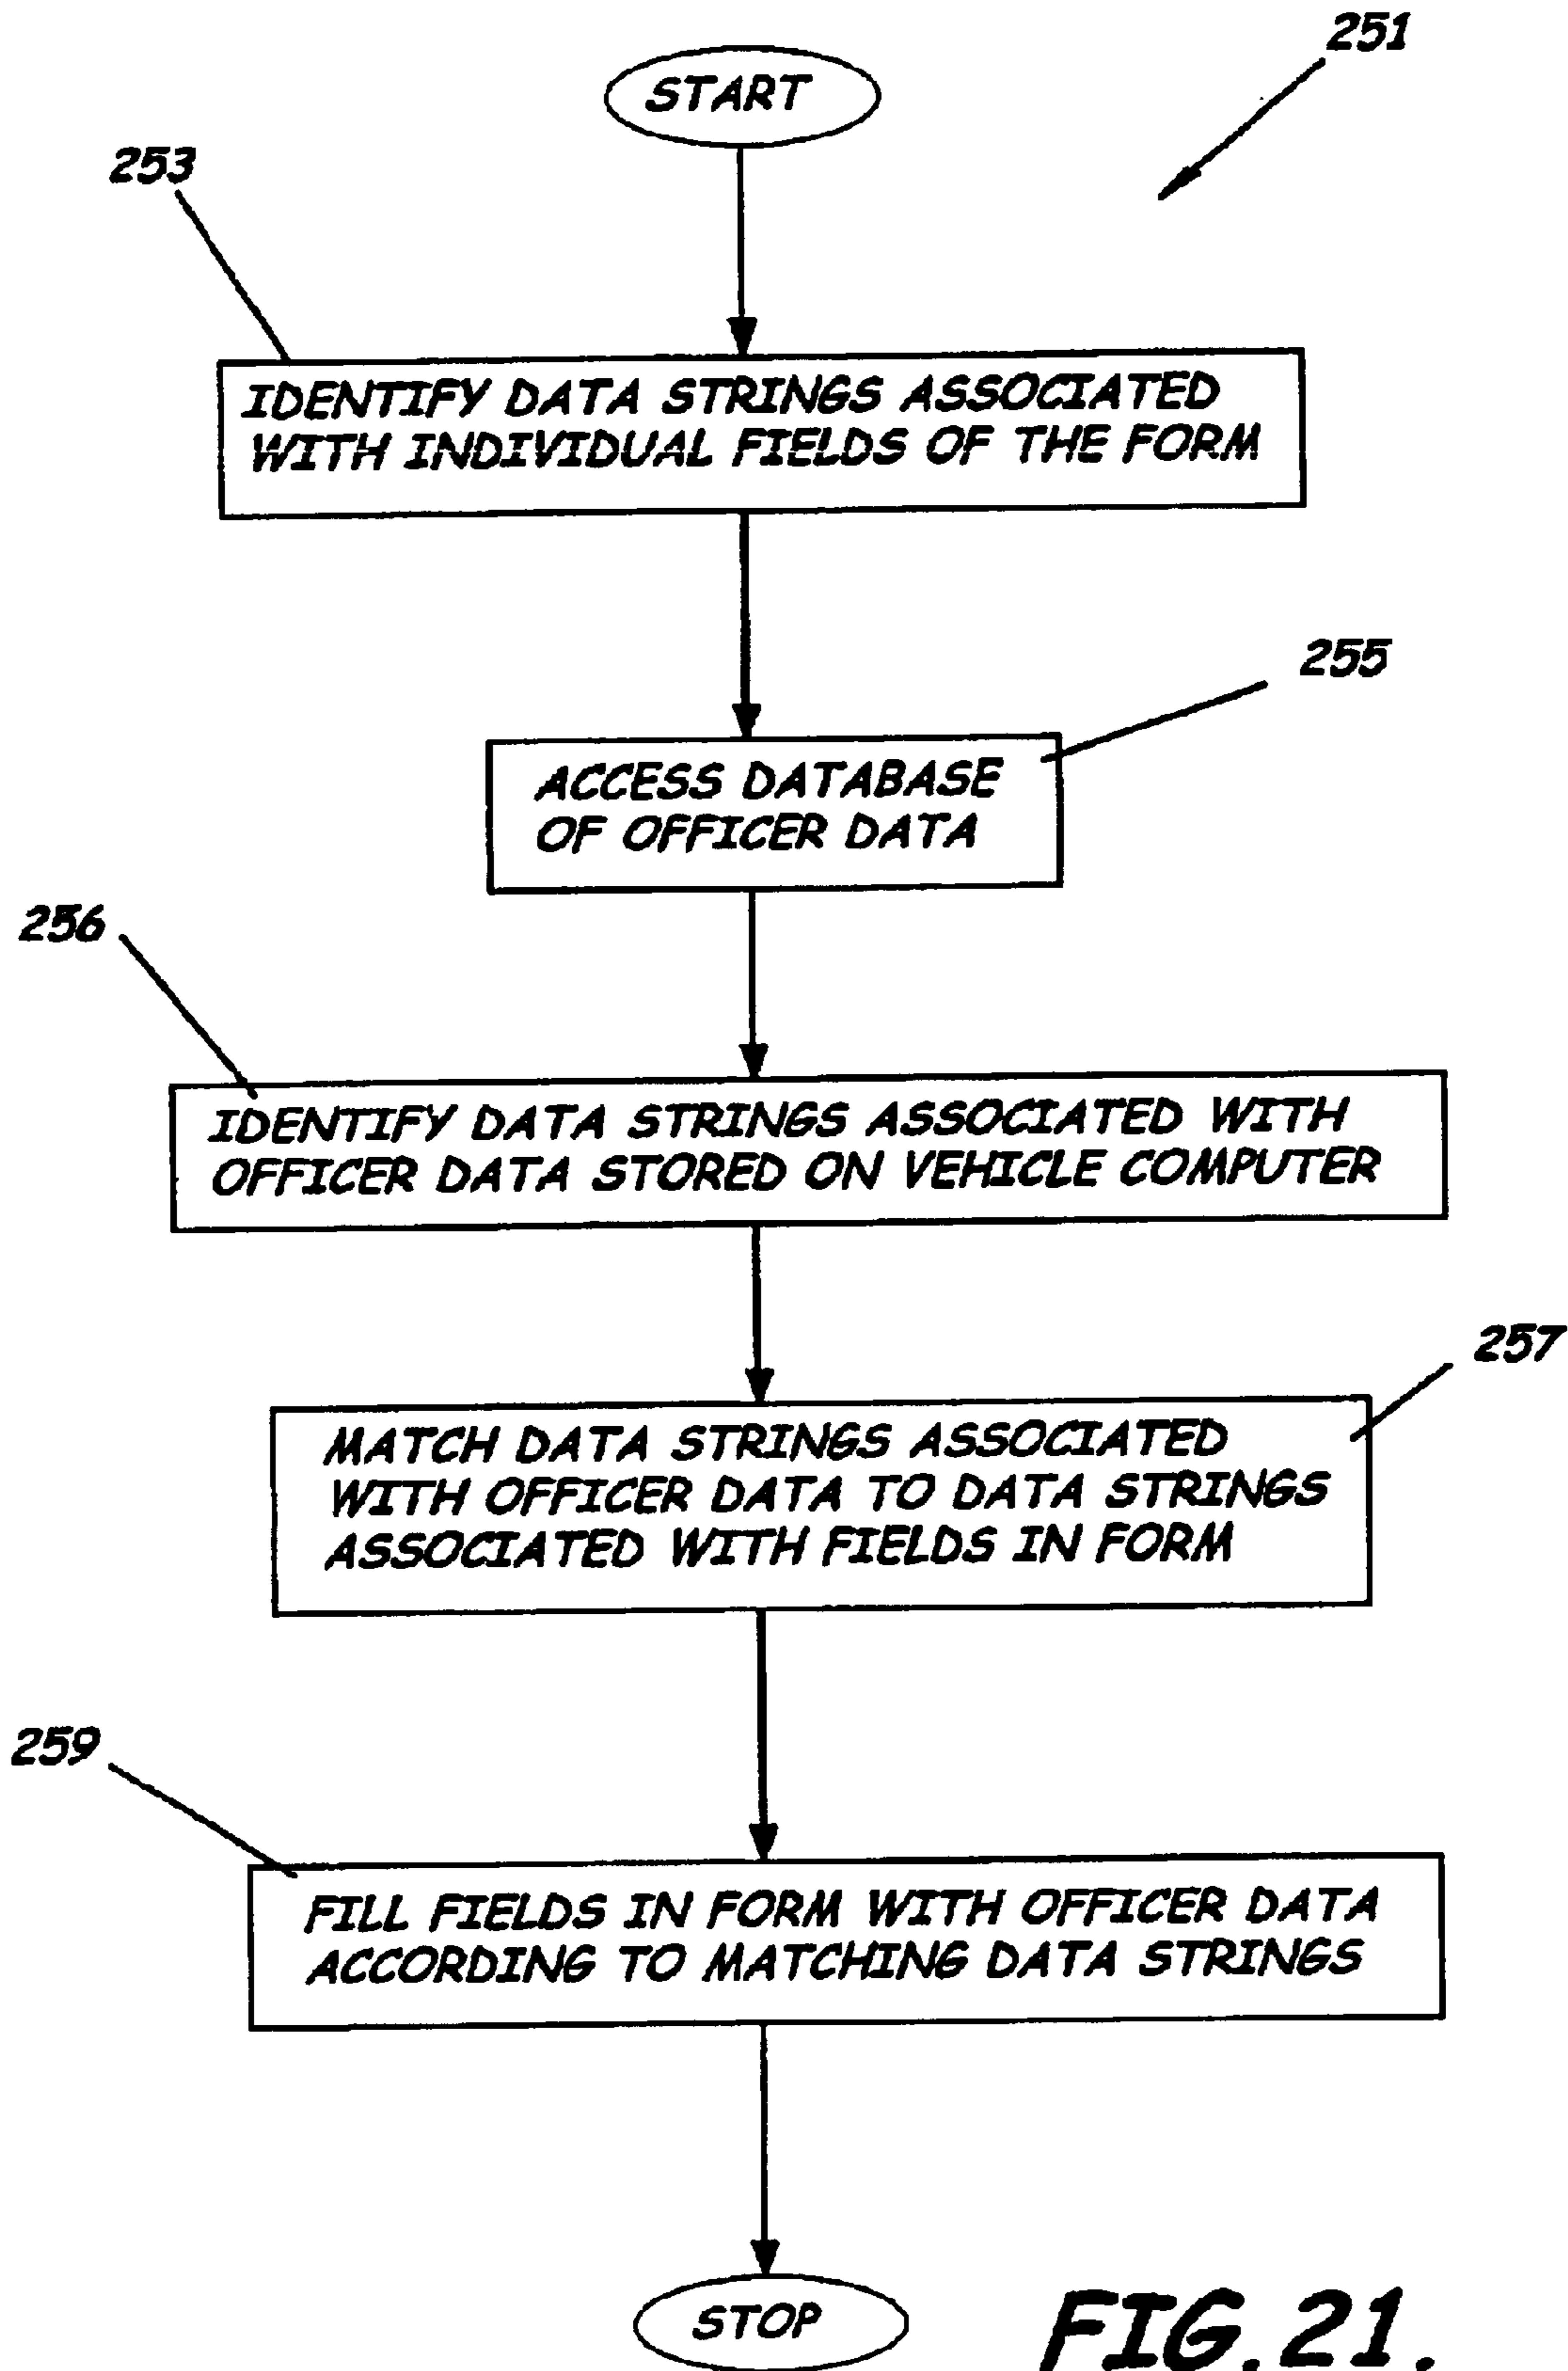 251
START
253
IDENTIFY DATA STRINGS ASSOCIATED
WITH INDIVIDUAL FIELDS OF THE FORM
255
ACCESS DATABASE
OF OFFICER DATA
256
IDENTIFY DATA STRINGS ASSOCIATED WITH
OFFICER DATA STORED ON VEHICLE COMPUTER
257
MATCH DATA STRINGS ASSOCIATED
WITH OFFICER DATA TO DATA STRINGS
ASSOCIATED WITH FIELDS IN FORM
259
FILL FIELDS IN FORM WITH OFFICER DATA
ACCORDING TO MATCHING DATA STRINGS
STOP
FIG.21.